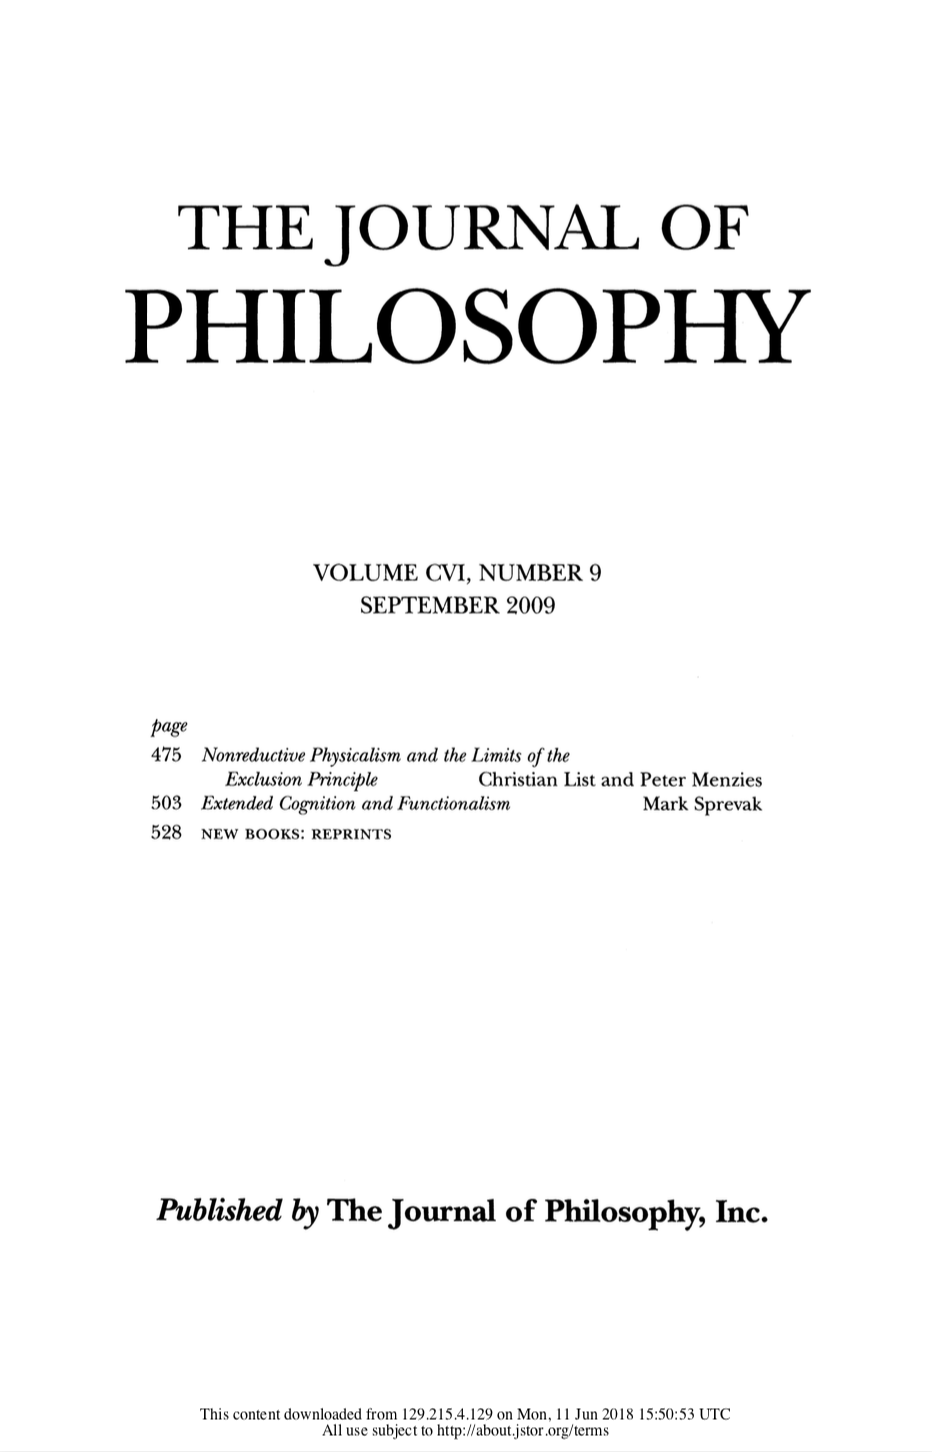 THE JOURNAL OF
PHILOSOPHY
VOLUME CVI, NUMBER 9
SEPTEMBER 2009
page
475 Nonreductive Physicalism and the Limits of the
Exclusion Principle Christian List and Peter Menzies
503 Extended Cognition and Functionalism Mark Sprevak
528 NEW BOOKS: REPRINTS
Published by The Journal of Philosophy, Inc.
This content downloaded from 129.215.4.129 on Mon, 11 Jun 2018 15:50:53 UTC
All use subject to http://about.jstor.org/terms